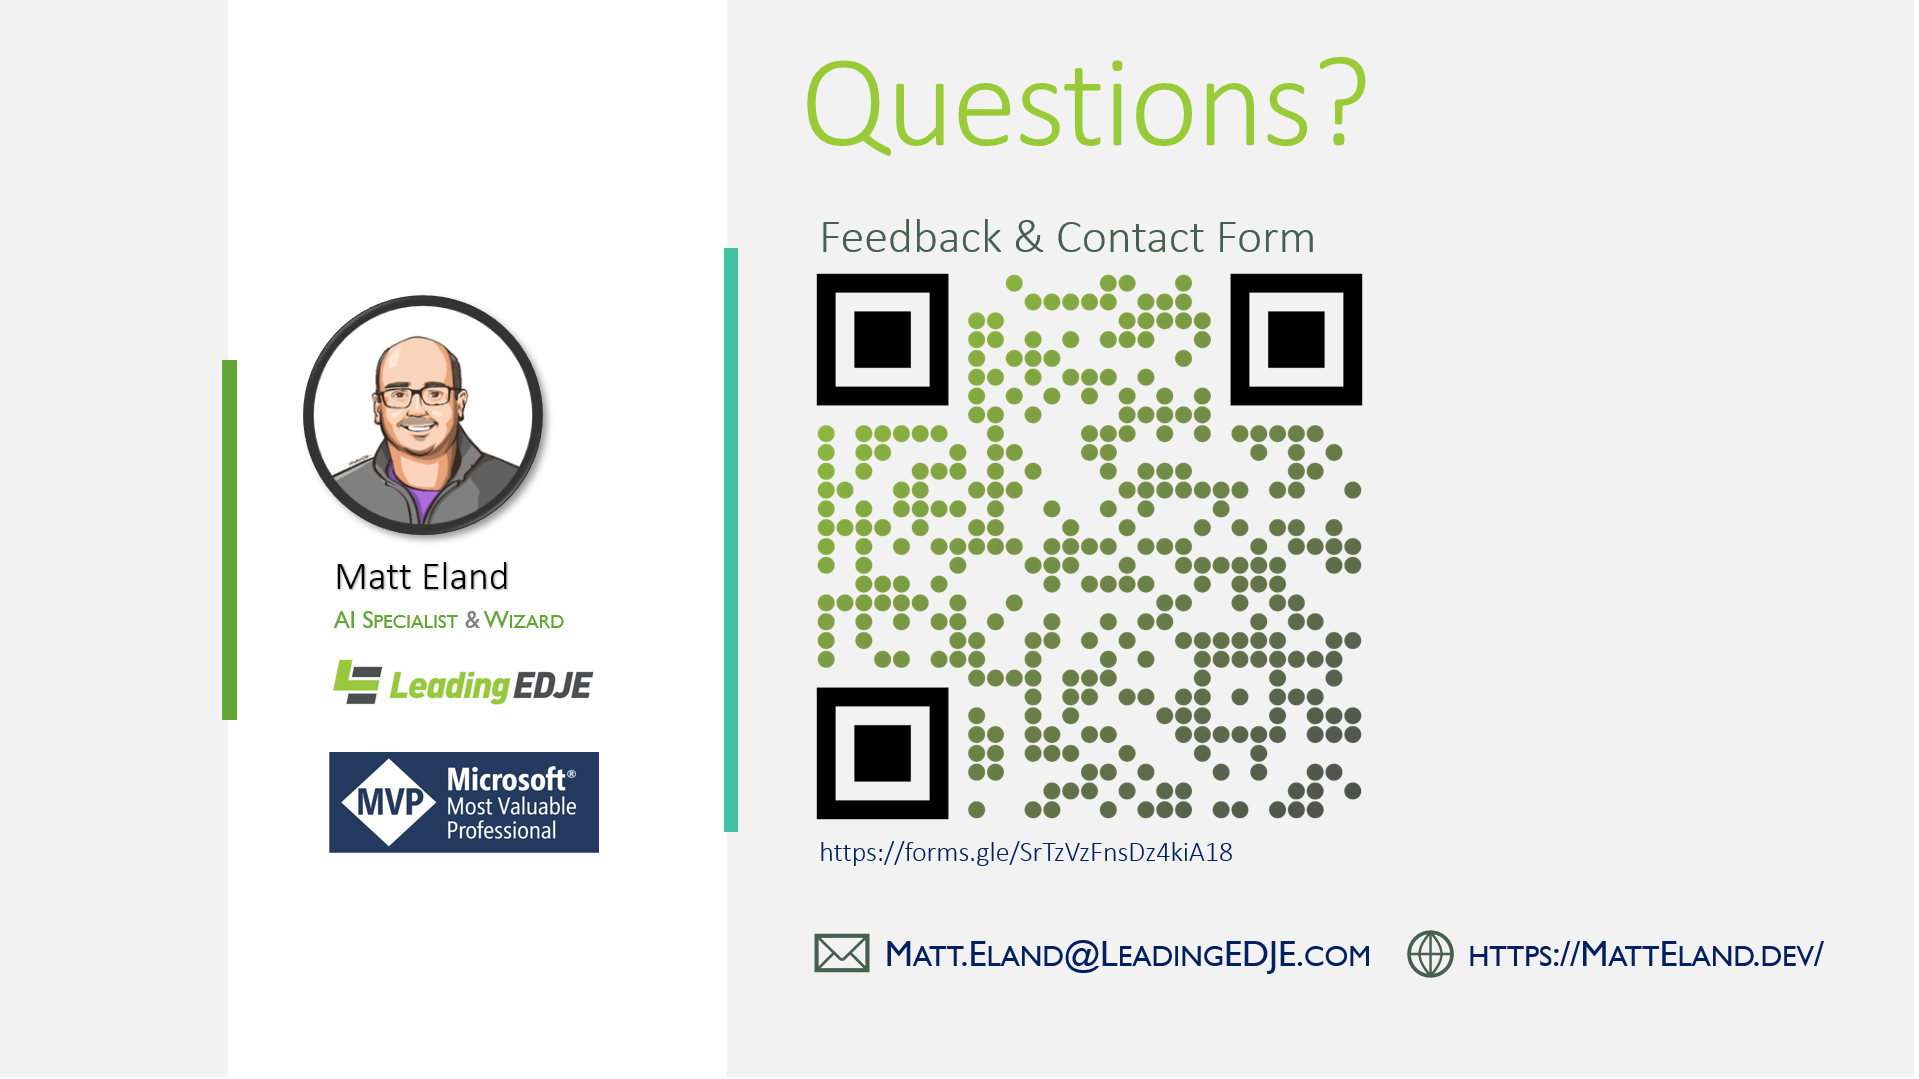 Questions?
Feedback & Contact Form
Matt Eland
AI Specialist & Wizard
Leading EDJE
MVP
Microsoft®
Most Valuable
Professional
https://forms.gle/SrTzVzFnsDz4kiA18
Matt.Eland@LeadingEDJE.com
https://MattEland.dev/